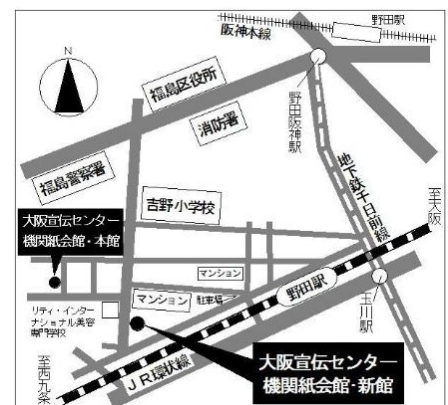 野田駅
阪神本線
N
福島区役所
消防署
野田阪神駅
福島警察署
地下鉄千日前線
吉野小学校
至大阪
大阪宣伝センター
機関紙会館・本館
マンション
野田駅
マンション
駐車場
玉川駅
リティ・インター
ナショナル美容
専門学校
大阪宣伝センター
機関紙会館・新館
JR環状線
至西九条